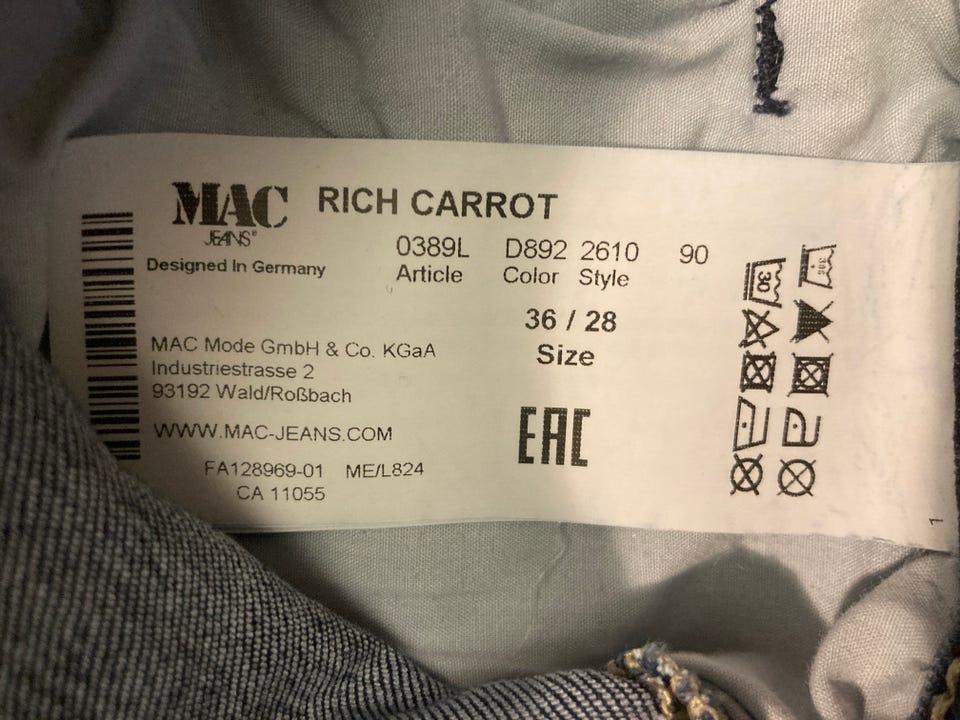 MAC RICH CARROT
JEANS®
0389L D892 2610 90
Designed In Germany Article Color Style
36 / 28
Size
MAC Mode GmbH & Co. KGaA
Industriestrasse 2
93192 Wald/Roßbach
WWW.MAC-JEANS.COM
EAC
FA128969-01 ME/L824
CA 11055
30
1